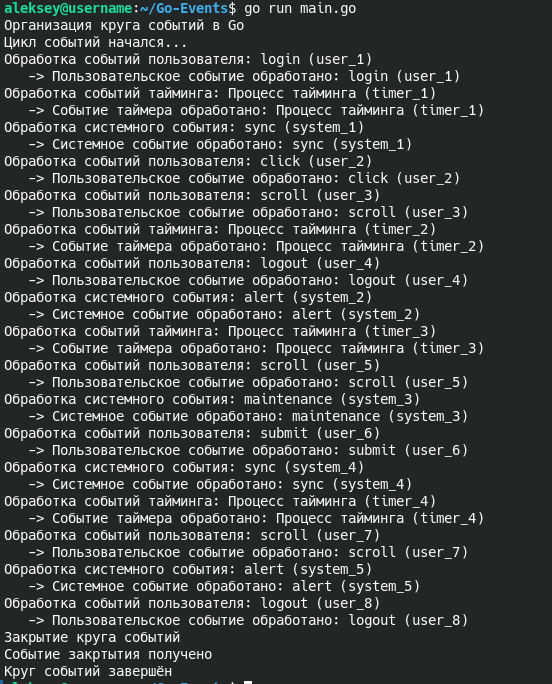 aleksey@username:~/Go-Events$ go run main.go
Организация круга событий в Go
Цикл событий начался...
Обработка событий пользователя: login (user_1)
-> Пользовательское событие обработано: login (user_1)
Обработка событий тайминга: Процесс тайминга (timer_1)
-> Событие таймера обработано: Процесс тайминга (timer_1)
Обработка системного события: sync (system_1)
-> Системное событие обработано: sync (system_1)
Обработка событий пользователя: click (user_2)
-> Пользовательское событие обработано: click (user_2)
Обработка событий пользователя: scroll (user_3)
-> Пользовательское событие обработано: scroll (user_3)
Обработка событий тайминга: Процесс тайминга (timer_2)
-> Событие таймера обработано: Процесс тайминга (timer_2)
Обработка событий пользователя: logout (user_4)
-> Пользовательское событие обработано: logout (user_4)
Обработка системного события: alert (system_2)
-> Системное событие обработано: alert (system_2)
Обработка событий тайминга: Процесс тайминга (timer_3)
-> Событие таймера обработано: Процесс тайминга (timer_3)
Обработка событий пользователя: scroll (user_5)
-> Пользовательское событие обработано: scroll (user_5)
Обработка системного события: maintenance (system_3)
-> Системное событие обработано: maintenance (system_3)
Обработка событий пользователя: submit (user_6)
-> Пользовательское событие обработано: submit (user_6)
Обработка системного события: sync (system_4)
-> Системное событие обработано: sync (system_4)
Обработка событий тайминга: Процесс тайминга (timer_4)
-> Событие таймера обработано: Процесс тайминга (timer_4)
Обработка событий пользователя: scroll (user_7)
-> Пользовательское событие обработано: scroll (user_7)
Обработка системного события: alert (system_5)
-> Системное событие обработано: alert (system_5)
Обработка событий пользователя: logout (user_8)
-> Пользовательское событие обработано: logout (user_8)
Закрытие круга событий
Событие закртытия получено
Круг событий завершён
aleksey@username:~/Go-Events$